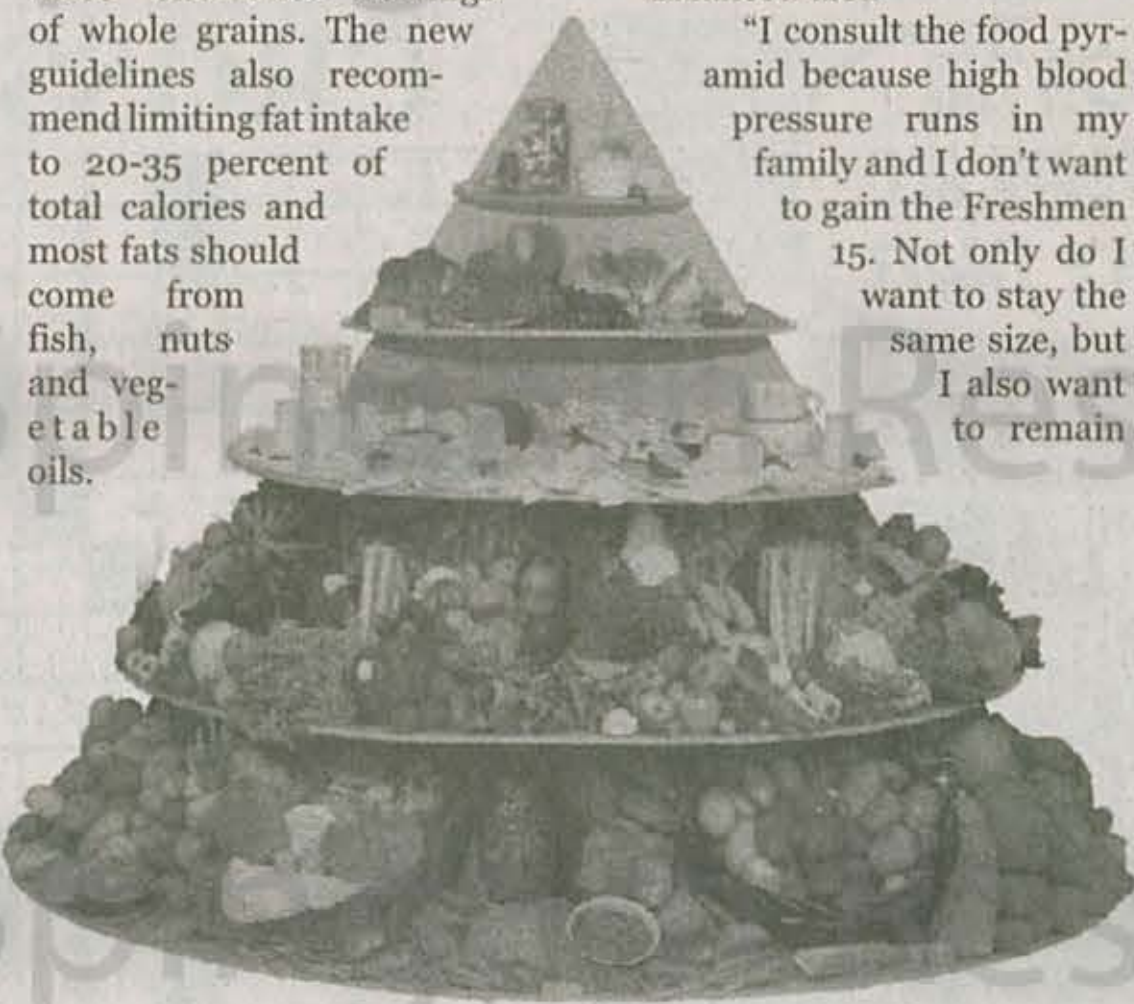 of whole grains. The new
guidelines also recom-
mend limiting fat intake
to 20-35 percent of
total calories and
most fats should
come from
fish, nuts
and veg-
etable
oils.
"I consult the food pyr-
amid because high blood
pressure runs in my
family and I don't want
to gain the Freshmen
15. Not only do I
want to stay the
same size, but
I also want
to remain